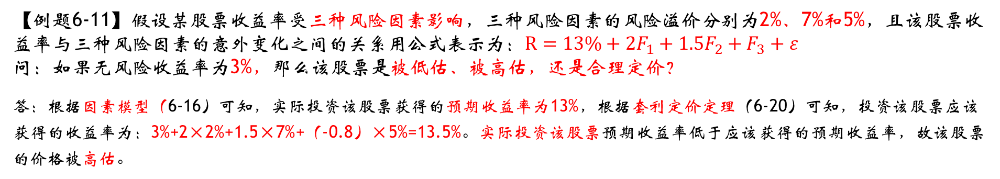 【例题6-11】假设某股票收益率受三种风险因素影响，三种风险因素的风险溢价分别为2%、7%和5%，且该股票收
益率与三种风险因素的意外变化之间的关系用公式表示为：R = 13% + 2F₁ + 1.5F₂ + F₃ + ε
问：如果无风险收益率为3%，那么该股票是被低估、被高估，还是合理定价？
答：根据因素模型（6-16）可知，实际投资该股票获得的预期收益率为13%，根据套利定价定理（6-20）可知，投资该股票应该
获得的收益率为：3%+2×2%+1.5×7%+（-0.8）×5%=13.5%。实际投资该股票预期收益率低于应该获得的预期收益率，故该股票
的价格被高估。